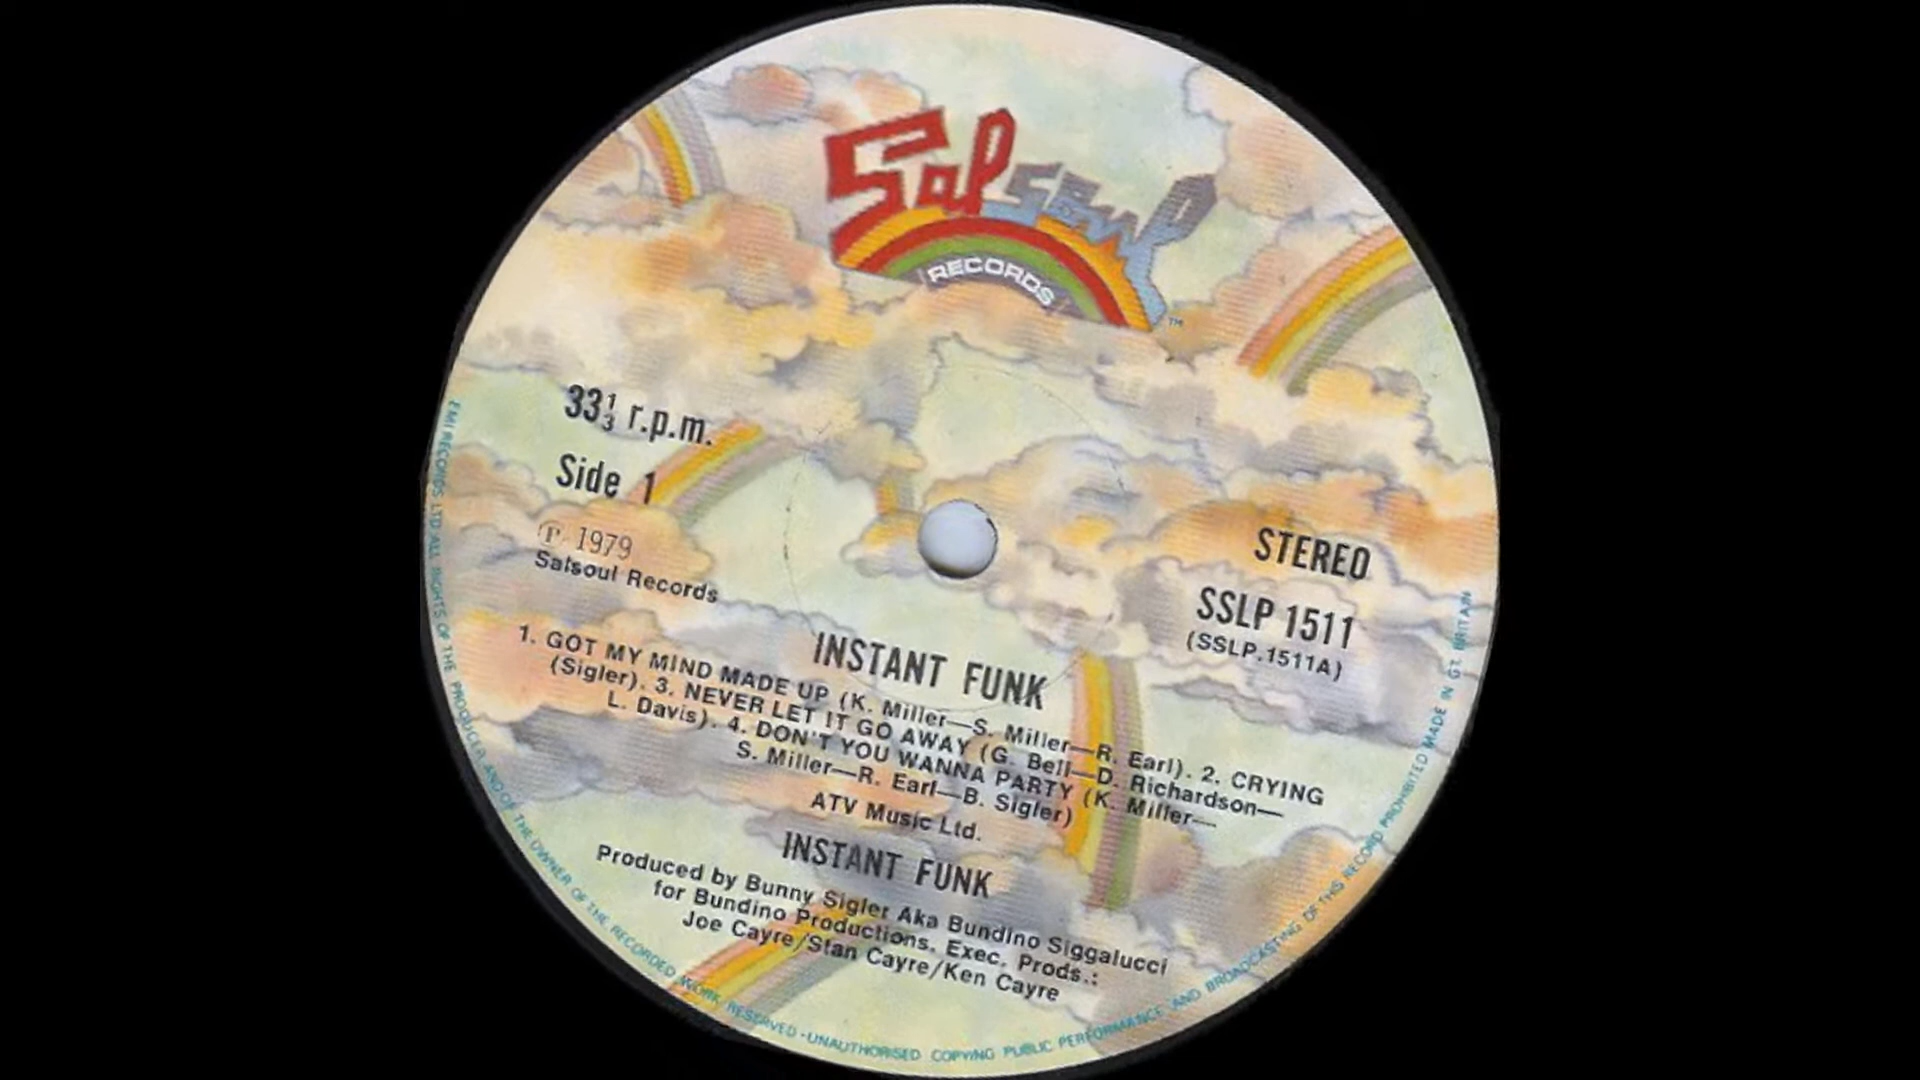 Salsoul
RECORDS
TM
33 1/3 r.p.m.
Side 1
Ⓟ 1979
Salsoul Records
STEREO
SSLP 1511
(SSLP.1511A)
INSTANT FUNK
1. GOT MY MIND MADE UP (K. Miller—S. Miller—R. Earl). 2. CRYING
(Sigler). 3. NEVER LET IT GO AWAY (G. Bell—D. Richardson—
L. Davis). 4. DON'T YOU WANNA PARTY (K. Miller—
S. Miller—R. Earl—B. Sigler)
ATV Music Ltd.
INSTANT FUNK
Produced by Bunny Sigler Aka Bundino Siggalucci
for Bundino Productions. Exec. Prods.:
Joe Cayre/Stan Cayre/Ken Cayre
EMI RECORDS LTD. ALL RIGHTS OF THE PRODUCER AND OF THE OWNER OF THE RECORDED WORK RESERVED - UNAUTHORISED COPYING PUBLIC PERFORMANCE AND BROADCASTING OF THIS RECORD PROHIBITED MADE IN GT. BRITAIN